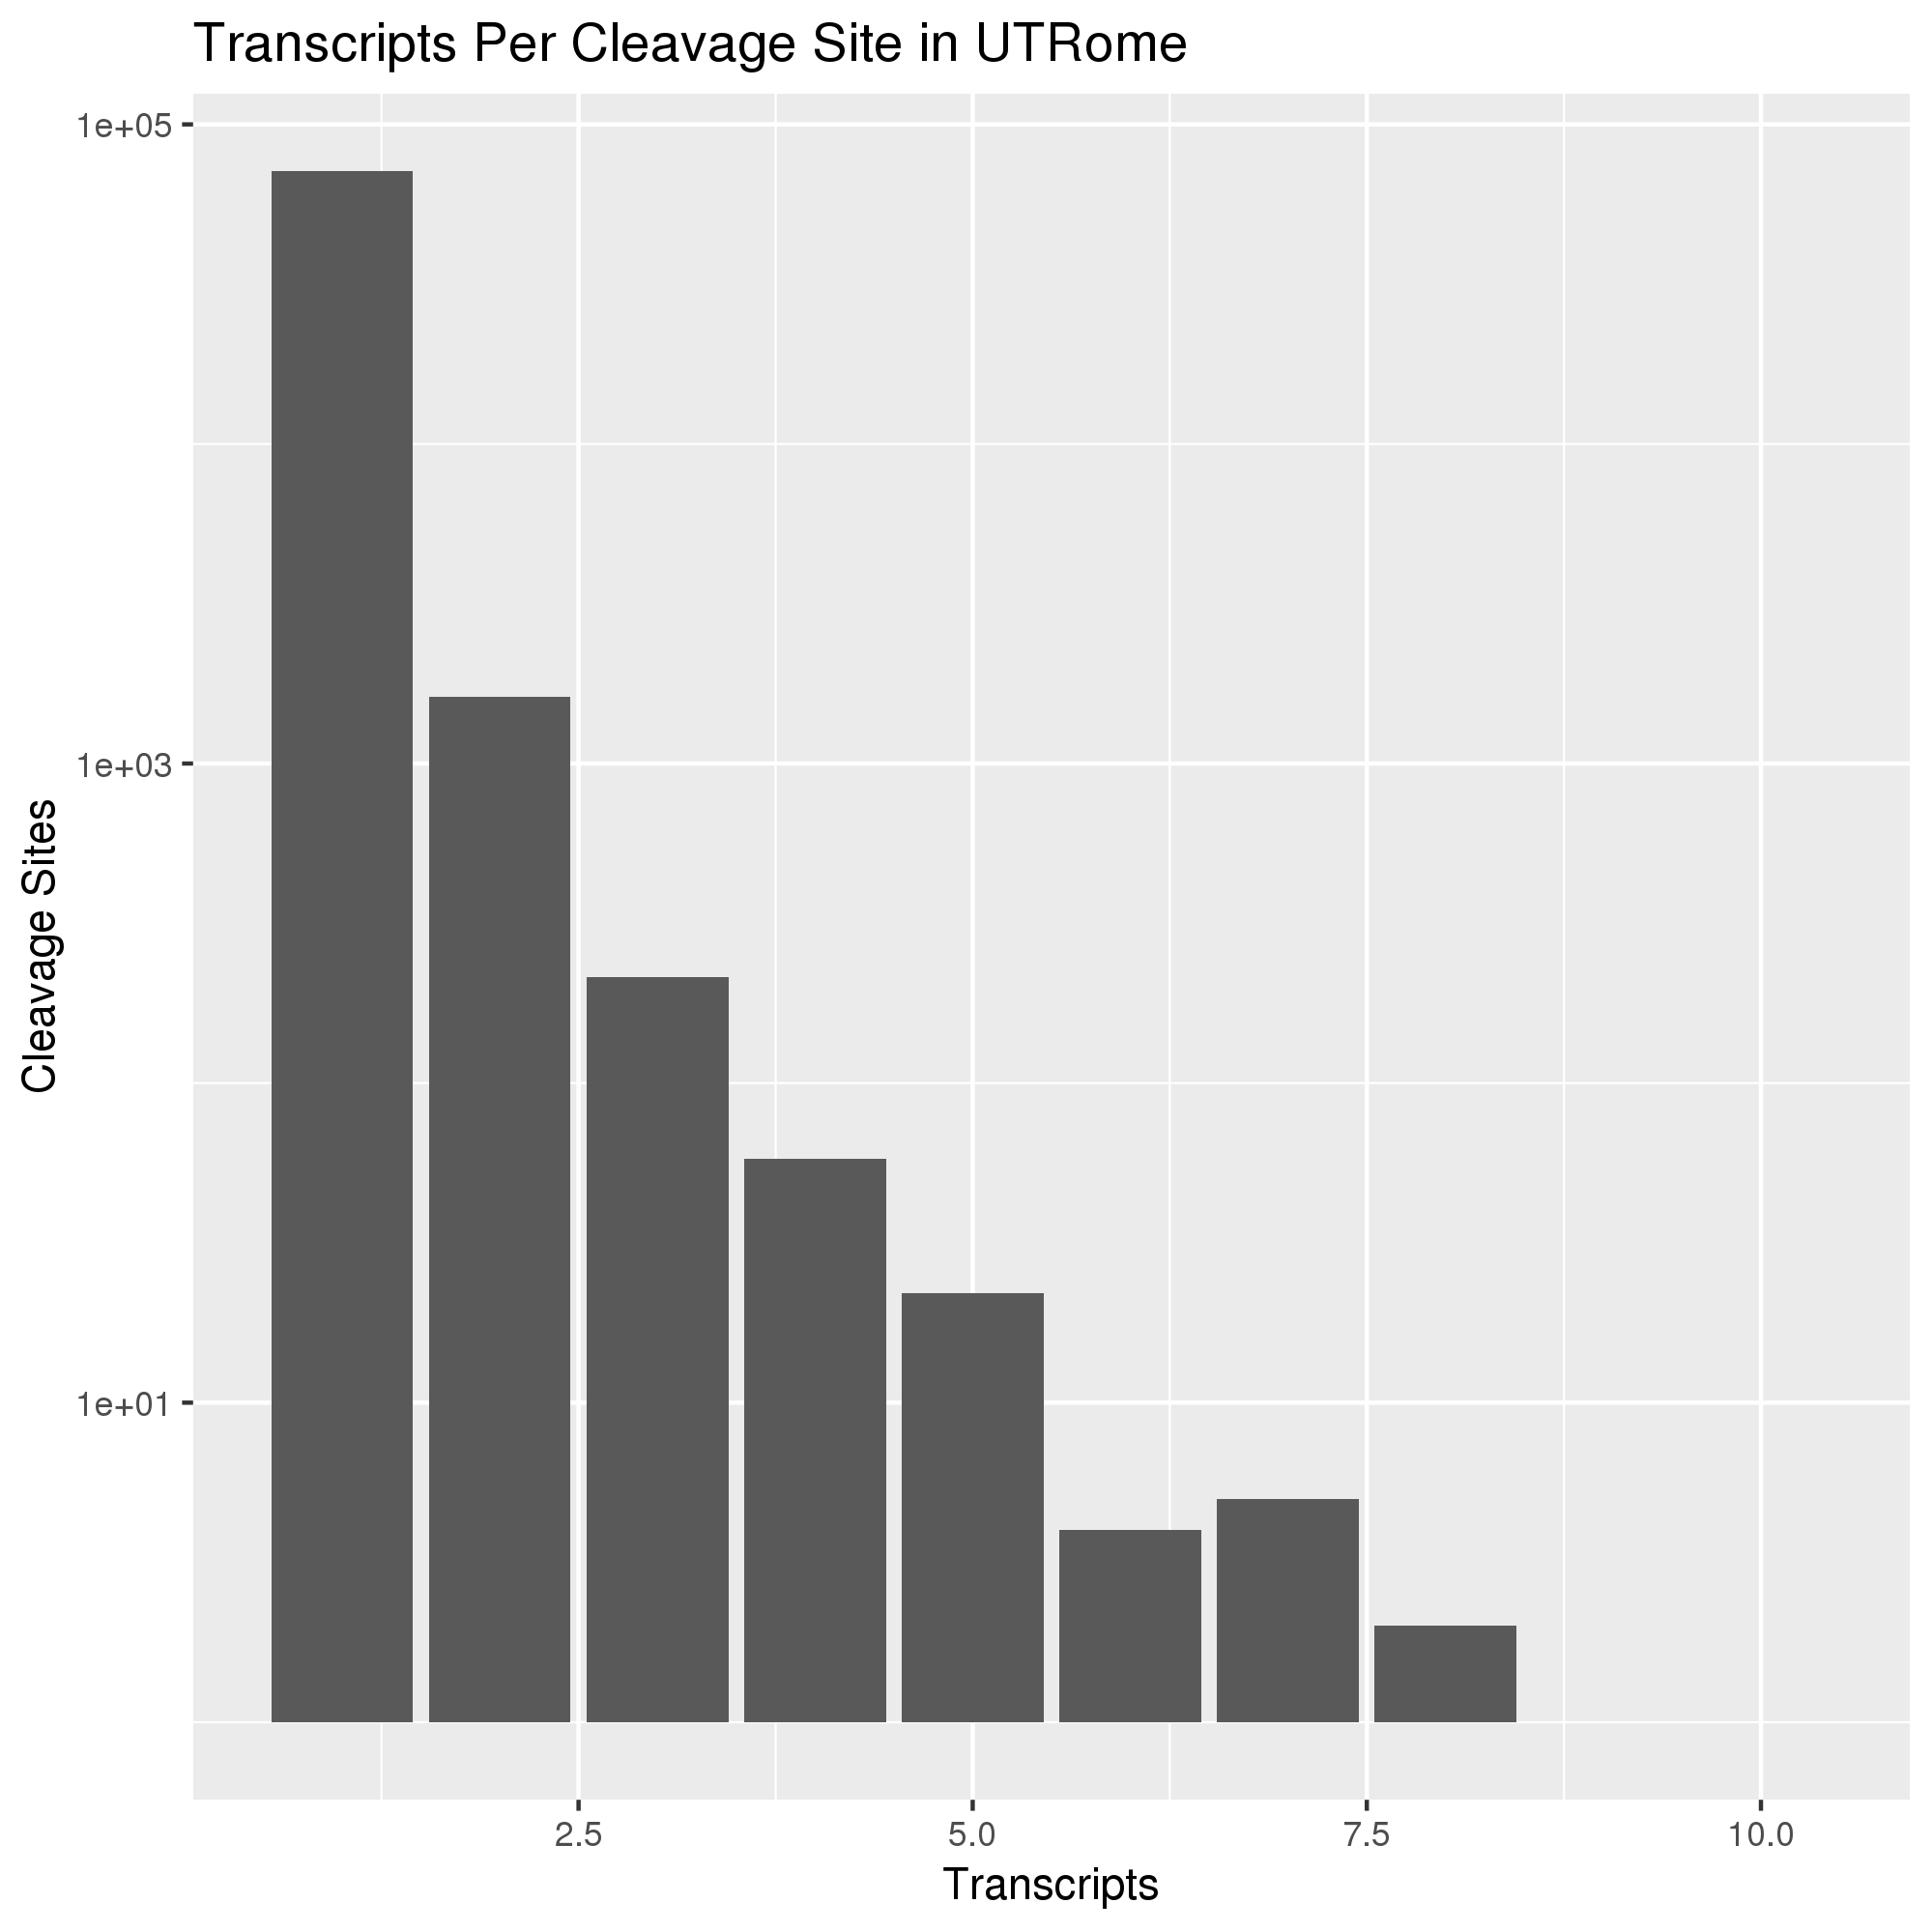 Transcripts Per Cleavage Site in UTRome
1e+05
1e+03
1e+01
Cleavage Sites
2.5 5.0 7.5 10.0
Transcripts